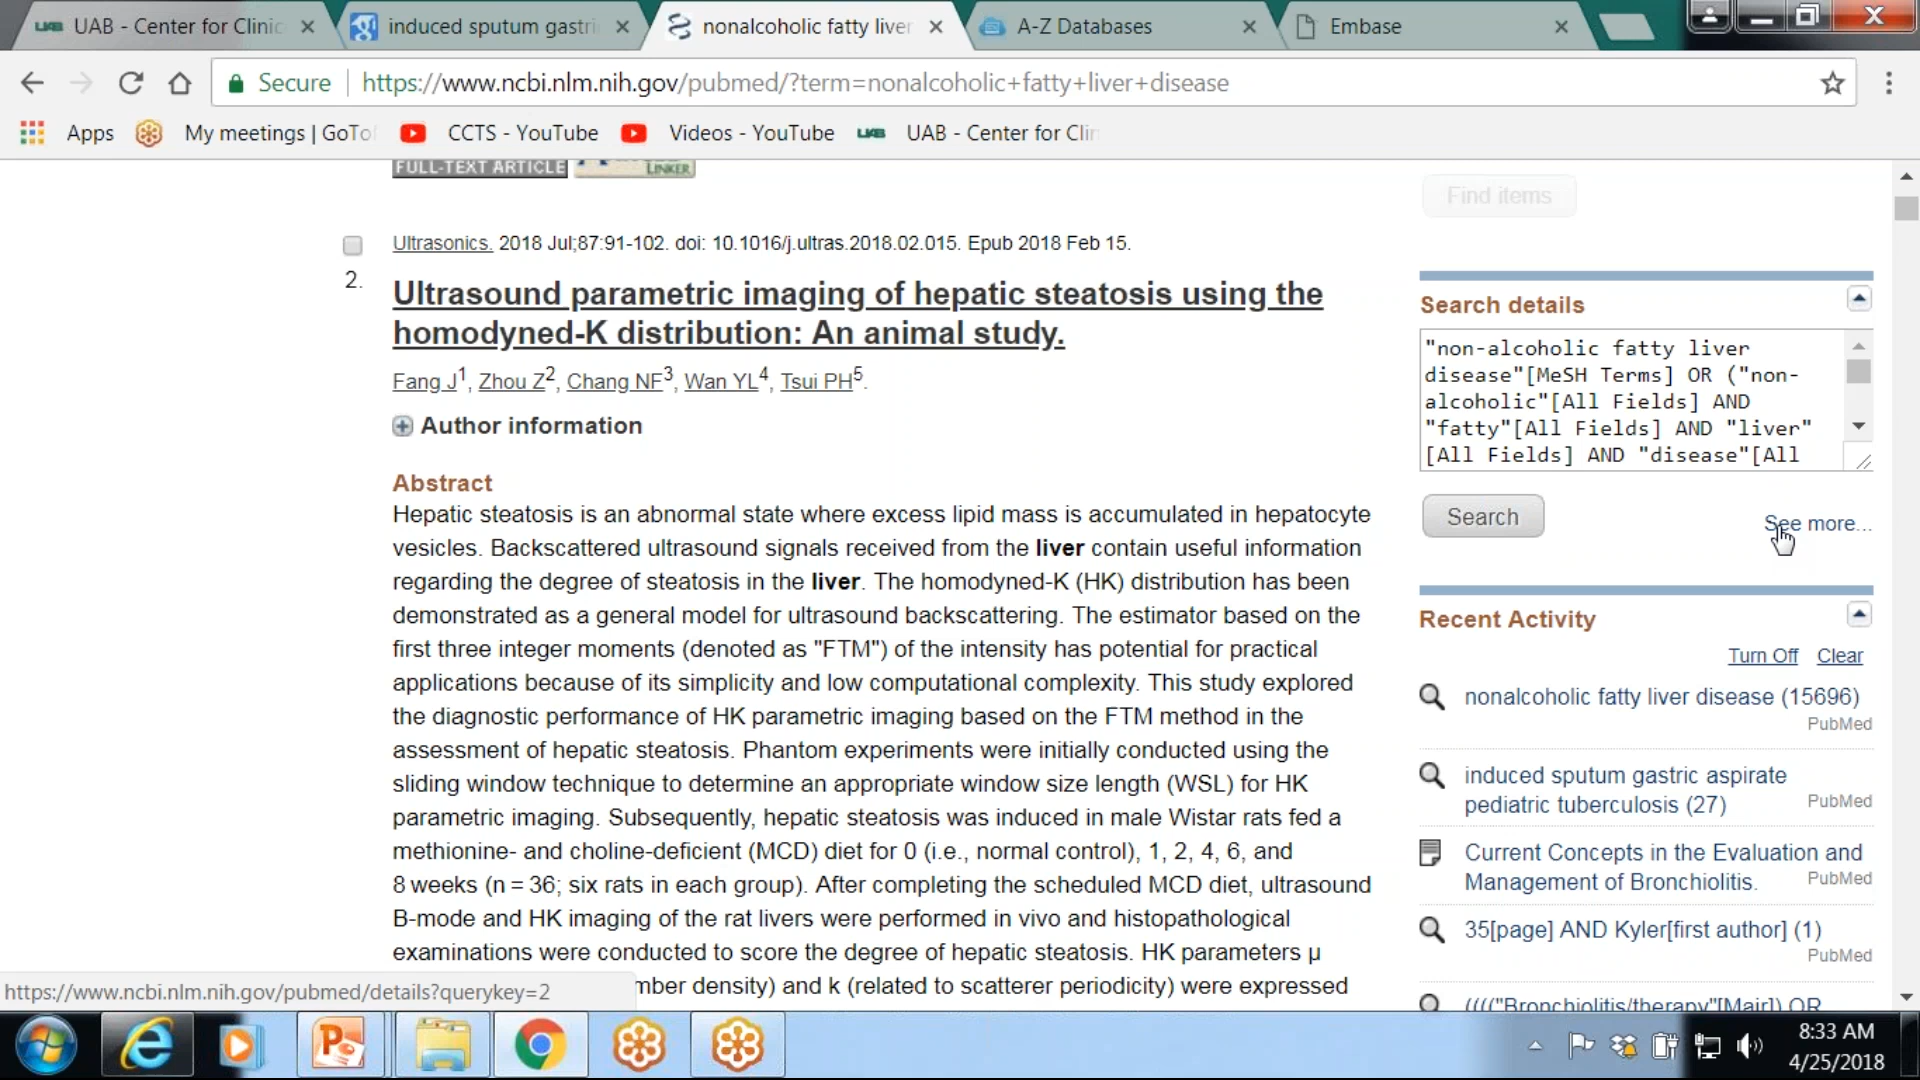 UAB - Center for Clinic
induced sputum gastri
nonalcoholic fatty liver
A-Z Databases
Embase
Secure
https://www.ncbi.nlm.nih.gov/pubmed/?term=nonalcoholic+fatty+liver+disease
Apps
My meetings | GoTo
CCTS - YouTube
Videos - YouTube
UAB
UAB - Center for Clin
FULL-TEXT ARTICLE
LINKER
Find items
Ultrasonics. 2018 Jul;87:91-102. doi: 10.1016/j.ultras.2018.02.015. Epub 2018 Feb 15.
2.
Ultrasound parametric imaging of hepatic steatosis using the
homodyned-K distribution: An animal study.
Fang J1, Zhou Z2, Chang NF3, Wan YL4, Tsui PH5.
Author information
Abstract
Hepatic steatosis is an abnormal state where excess lipid mass is accumulated in hepatocyte
vesicles. Backscattered ultrasound signals received from the liver contain useful information
regarding the degree of steatosis in the liver. The homodyned-K (HK) distribution has been
demonstrated as a general model for ultrasound backscattering. The estimator based on the
first three integer moments (denoted as "FTM") of the intensity has potential for practical
applications because of its simplicity and low computational complexity. This study explored
the diagnostic performance of HK parametric imaging based on the FTM method in the
assessment of hepatic steatosis. Phantom experiments were initially conducted using the
sliding window technique to determine an appropriate window size length (WSL) for HK
parametric imaging. Subsequently, hepatic steatosis was induced in male Wistar rats fed a
methionine- and choline-deficient (MCD) diet for 0 (i.e., normal control), 1, 2, 4, 6, and
8 weeks (n = 36; six rats in each group). After completing the scheduled MCD diet, ultrasound
B-mode and HK imaging of the rat livers were performed in vivo and histopathological
examinations were conducted to score the degree of hepatic steatosis. HK parameters μ
mber density) and k (related to scatterer periodicity) were expressed
Search details
"non-alcoholic fatty liver
disease"[MeSH Terms] OR ("non-
alcoholic"[All Fields] AND
"fatty"[All Fields] AND "liver"
[All Fields] AND "disease"[All
Search
See more...
Recent Activity
Turn Off Clear
nonalcoholic fatty liver disease (15696)
PubMed
induced sputum gastric aspirate
pediatric tuberculosis (27)
PubMed
Current Concepts in the Evaluation and
Management of Bronchiolitis.
PubMed
35[page] AND Kyler[first author] (1)
PubMed
(((("Bronchiolitis/therapy"[Majr]) OR
https://www.ncbi.nlm.nih.gov/pubmed/details?querykey=2
8:33 AM
4/25/2018